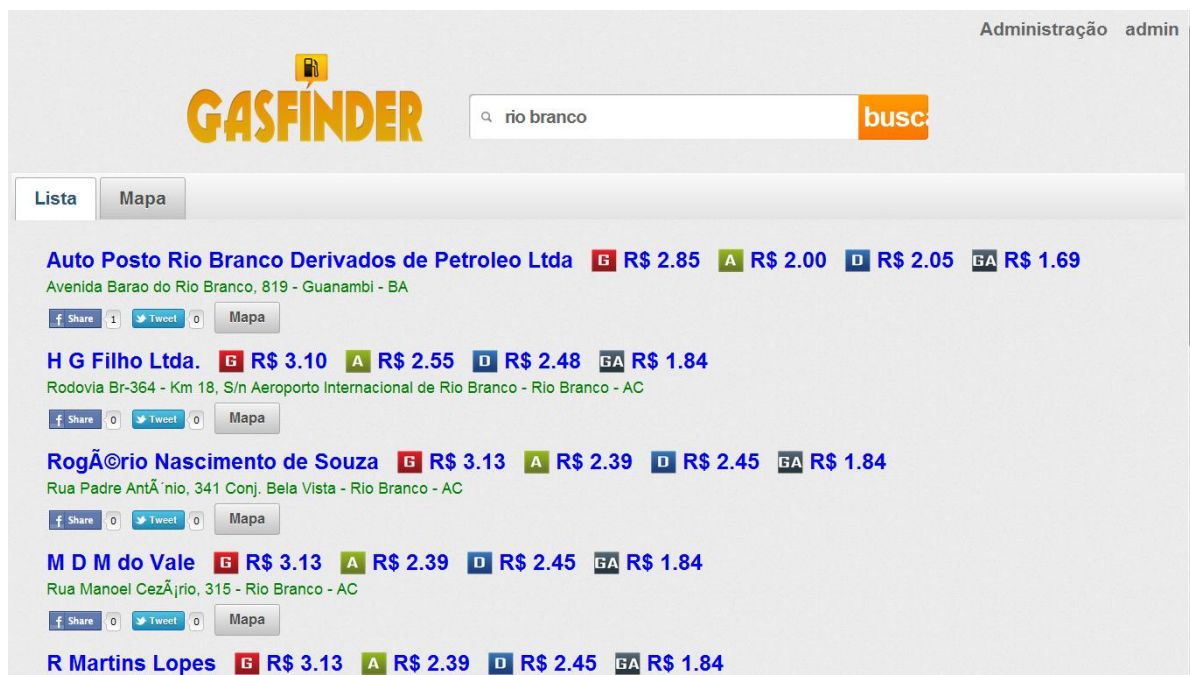 Administração admin
GASFINDER
rio branco
busca
Lista Mapa
Auto Posto Rio Branco Derivados de Petroleo Ltda G R$ 2.85 A R$ 2.00 D R$ 2.05 GA R$ 1.69
Avenida Barao do Rio Branco, 819 - Guanambi - BA
f Share 1 Tweet 0 Mapa
H G Filho Ltda. G R$ 3.10 A R$ 2.55 D R$ 2.48 GA R$ 1.84
Rodovia Br-364 - Km 18, S/n Aeroporto Internacional de Rio Branco - Rio Branco - AC
f Share 0 Tweet 0 Mapa
RogÃ©rio Nascimento de Souza G R$ 3.13 A R$ 2.39 D R$ 2.45 GA R$ 1.84
Rua Padre AntÃ´nio, 341 Conj. Bela Vista - Rio Branco - AC
f Share 0 Tweet 0 Mapa
M D M do Vale G R$ 3.13 A R$ 2.39 D R$ 2.45 GA R$ 1.84
Rua Manoel CezÃ¡rio, 315 - Rio Branco - AC
f Share 0 Tweet 0 Mapa
R Martins Lopes G R$ 3.13 A R$ 2.39 D R$ 2.45 GA R$ 1.84